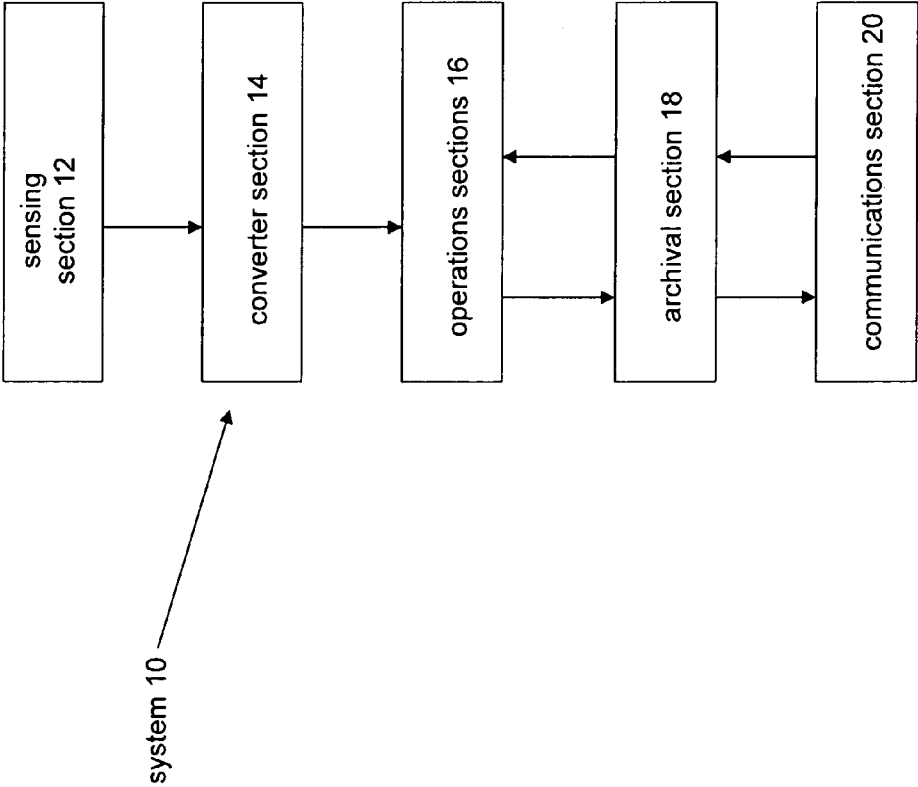 sensing
section 12
converter section 14
operations sections 16
archival section 18
communications section 20
system 10